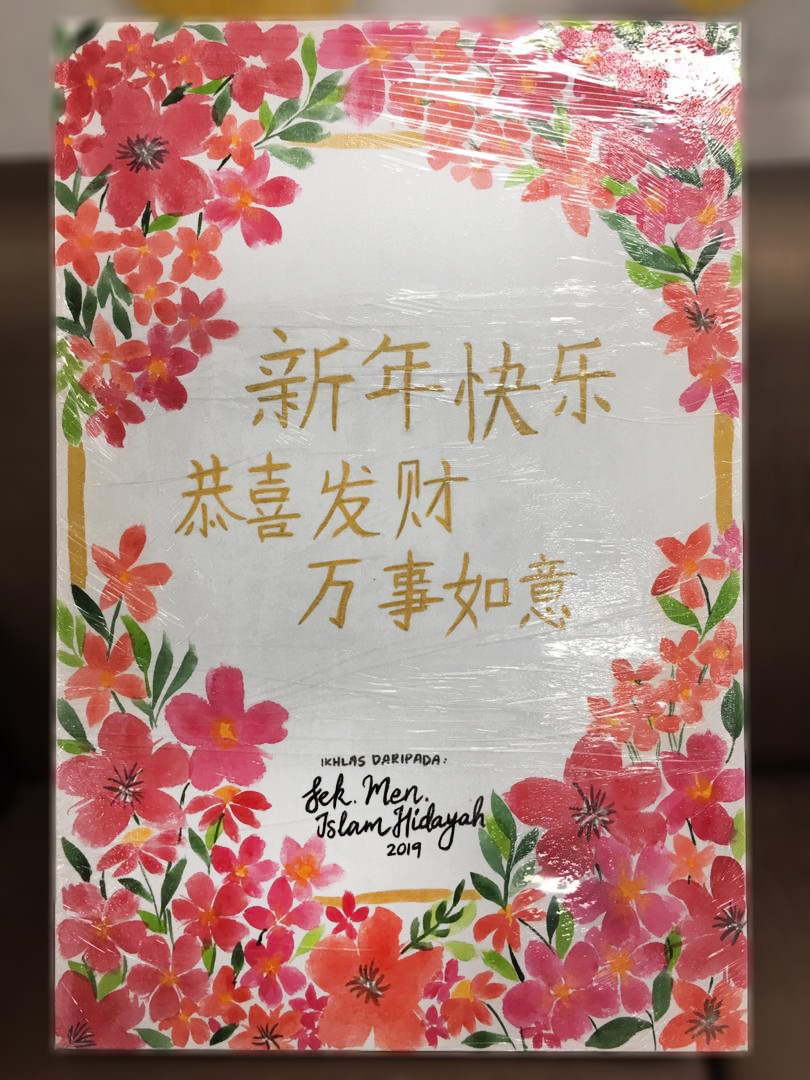 新年快乐
恭喜发财
万事如意
IKHLAS DARIPADA:
Sek. Men.
Islam Hidayah
2019